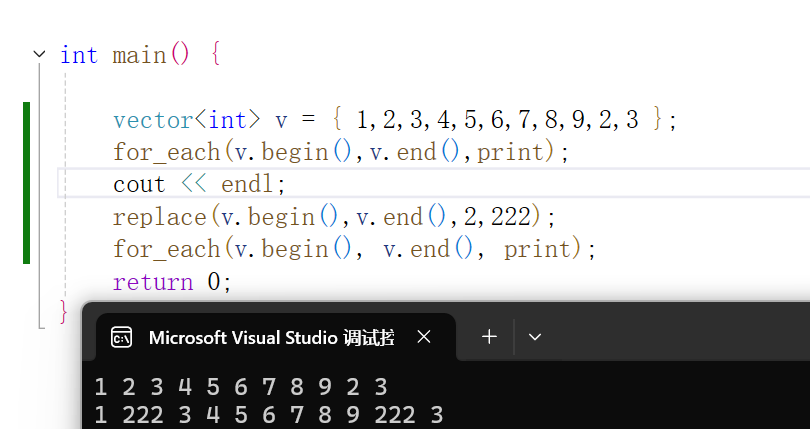 int main() {
vector<int> v = { 1,2,3,4,5,6,7,8,9,2,3 };
for_each(v.begin(),v.end(),print);
cout << endl;
replace(v.begin(),v.end(),2,222);
for_each(v.begin(), v.end(), print);
return 0;
}
Microsoft Visual Studio 调试控
1 2 3 4 5 6 7 8 9 2 3
1 222 3 4 5 6 7 8 9 222 3